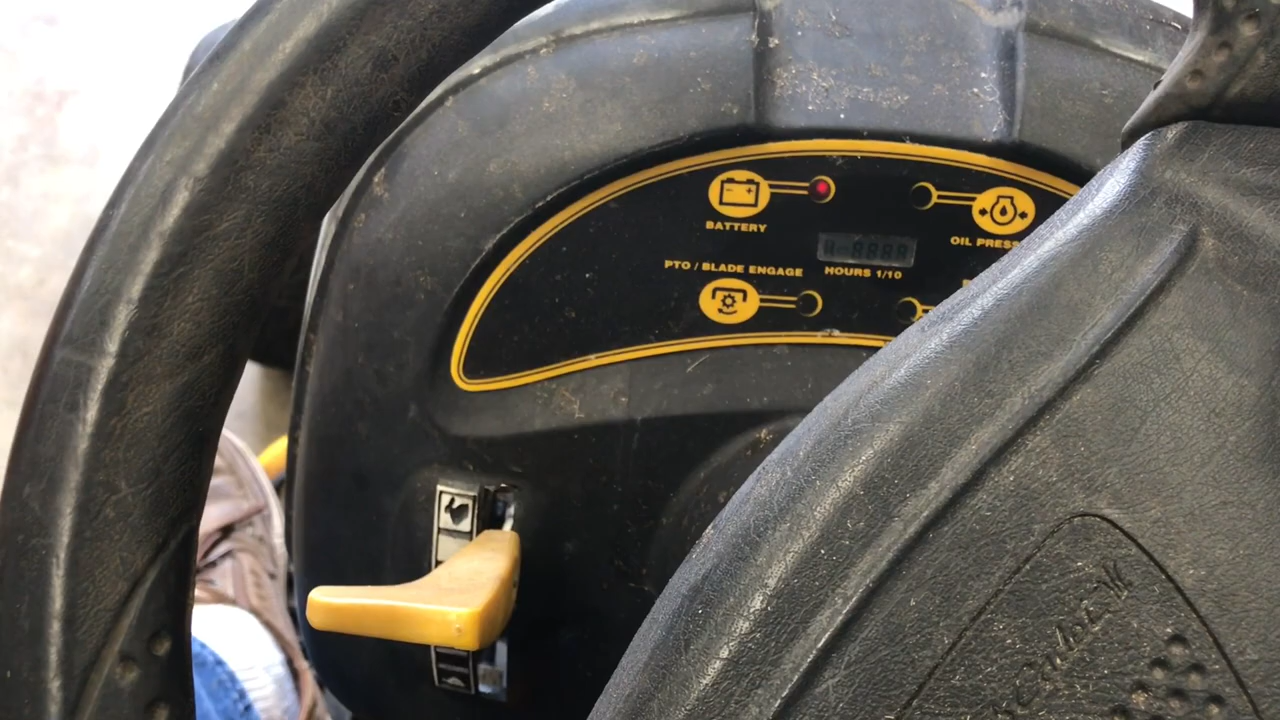 BATTERY
OIL PRESS
PTO / BLADE ENGAGE
HOURS 1/10